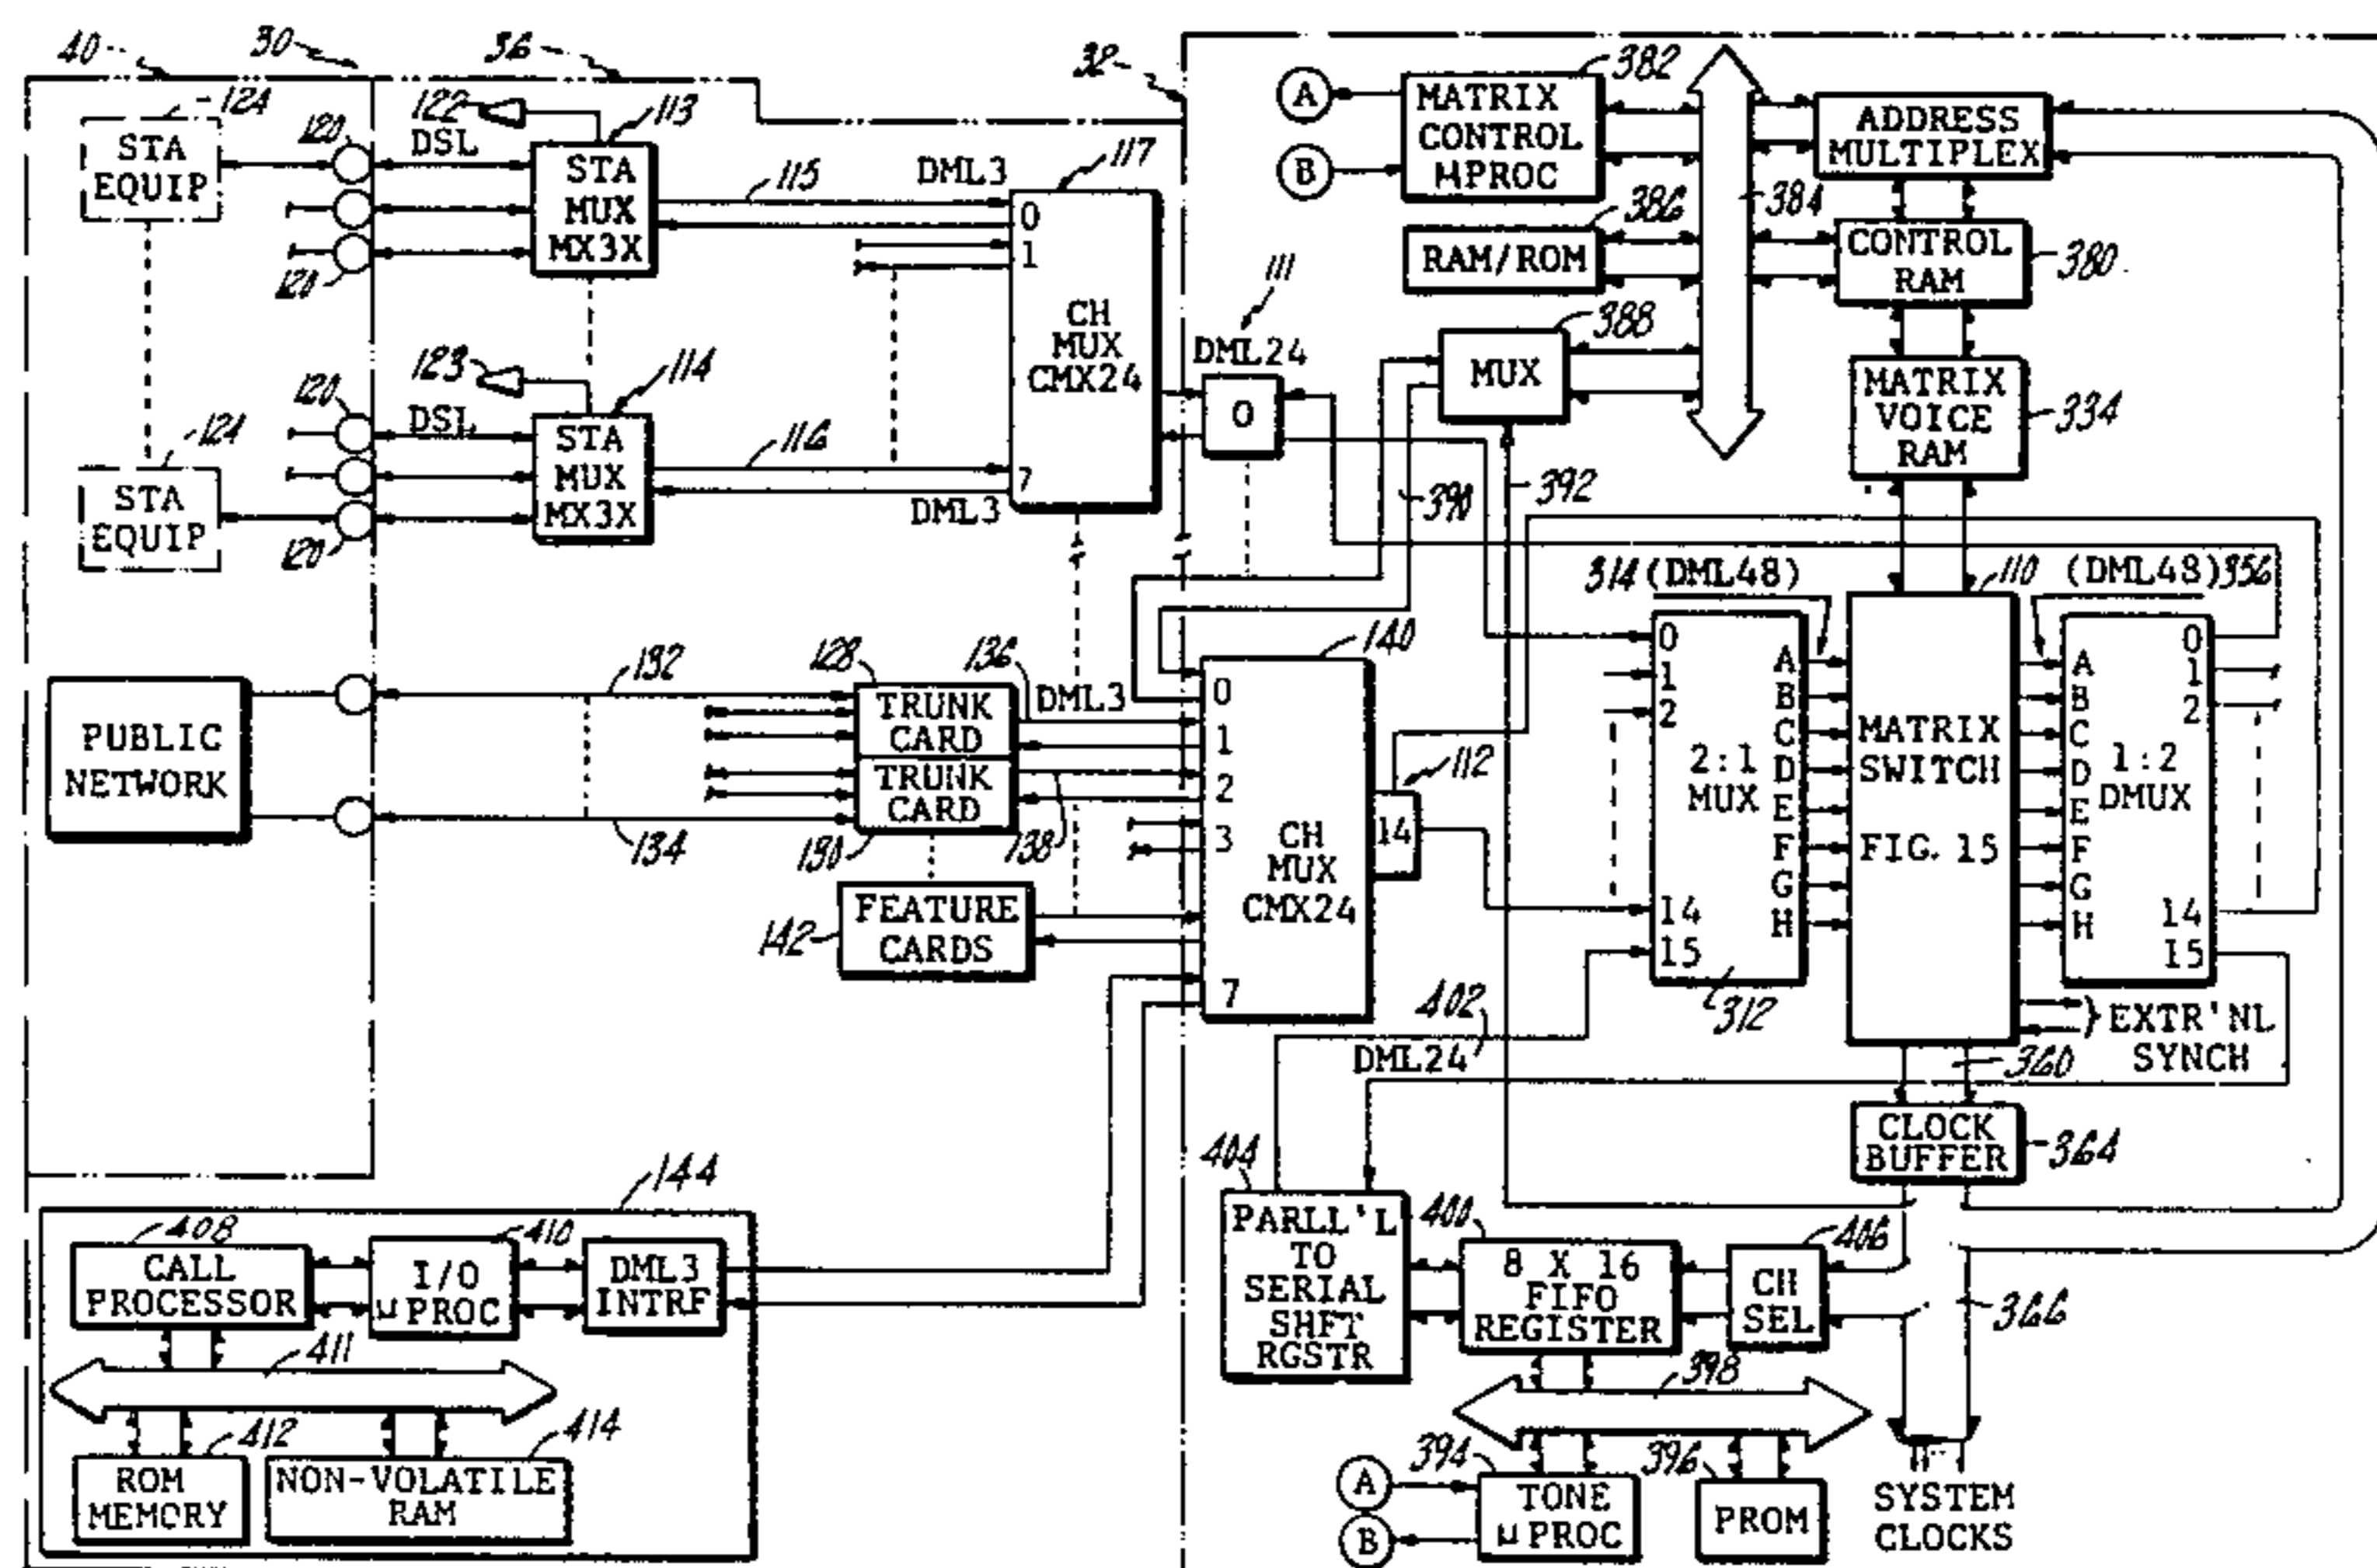 40
30
36
32
124
STA
EQUIP
120
122
DSL
113
STA
MUX
MX3X
115
DML3
117
0
1
120
CH
MUX
CMX24
123
114
120
DSL
STA
MUX
MX3X
116
7
DML3
124
STA
EQUIP
120
111
DML24
0
A
B
MATRIX
CONTROL
µPROC
382
384
ADDRESS
MULTIPLEX
386
RAM/ROM
CONTROL
RAM
380
388
MUX
MATRIX
VOICE
RAM
334
390
392
314 (DML48)
110
(DML48) 356
PUBLIC
NETWORK
132
134
128
TRUNK
CARD
TRUNK
CARD
130
136
DML3
138
FEATURE
CARDS
142
140
0
1
2
3
7
CH
MUX
CMX24
112
14
0
1
2
14
15
2:1
MUX
A
B
C
D
E
F
G
H
312
MATRIX
SWITCH
FIG. 15
A
B
C
D
E
F
G
H
1:2
DMUX
0
1
2
14
15
EXTR'NL
SYNCH
402
DML24
360
CLOCK
BUFFER
364
144
408
CALL
PROCESSOR
410
I/O
µPROC
DML3
INTRF
411
412
ROM
MEMORY
414
NON-VOLATILE
RAM
404
PARLL'L
TO
SERIAL
SHFT
RGSTR
400
8 X 16
FIFO
REGISTER
406
CH
SEL
366
398
394
A
B
TONE
µPROC
396
PROM
SYSTEM
CLOCKS